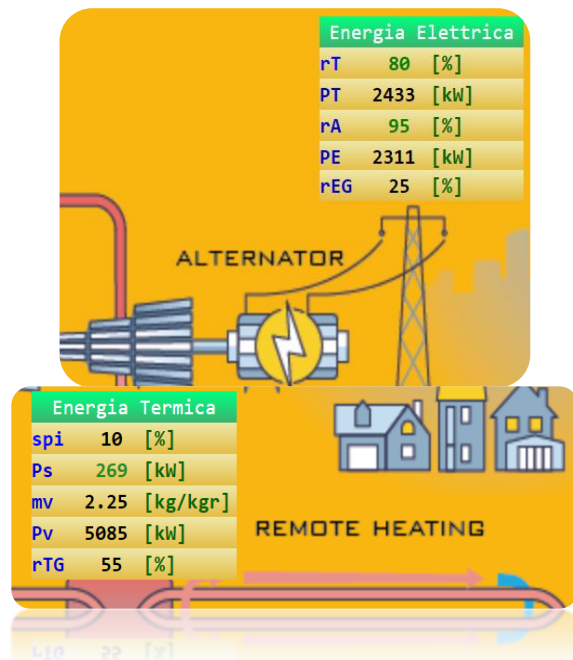 Energia Elettrica
rT 80 [%]
PT 2433 [kW]
rA 95 [%]
PE 2311 [kW]
rEG 25 [%]
ALTERNATOR
Energia Termica
spi 10 [%]
Ps 269 [kW]
mv 2.25 [kg/kgr]
Pv 5085 [kW]
rTG 55 [%]
REMOTE HEATING